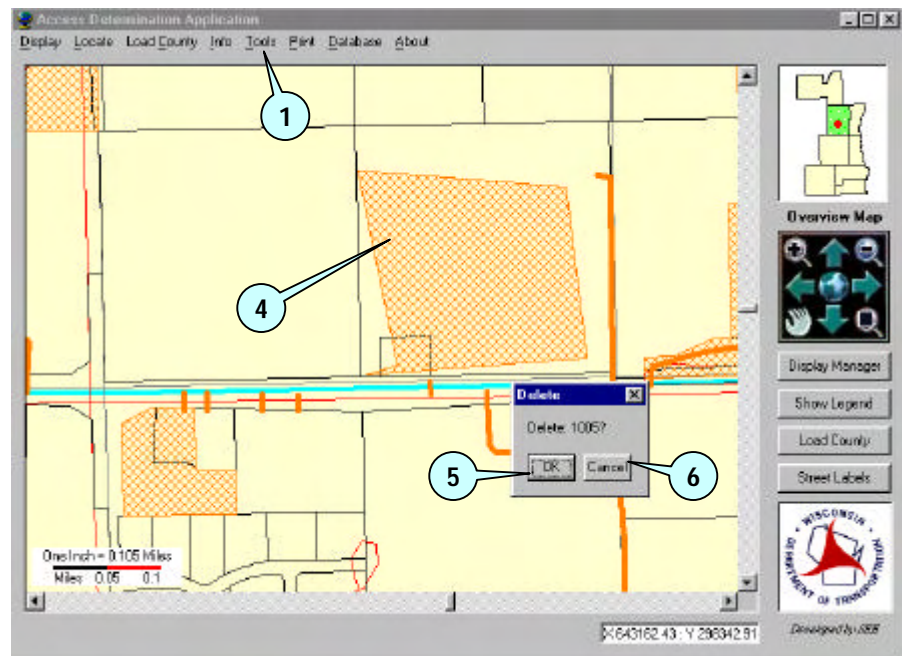 Access Determination Application
Display Locate Load County Info Tools Print Database About
1
Overview Map
4
Display Manager
Show Legend
Delete
Delete: 1005?
Load County
OK Cancel
5
6
Street Labels
WISCONSIN DEPARTMENT OF TRANSPORTATION
One Inch = 0.105 Miles
Miles 0.05 0.1
X:643162.43 : Y:298342.91
Developed by SEB